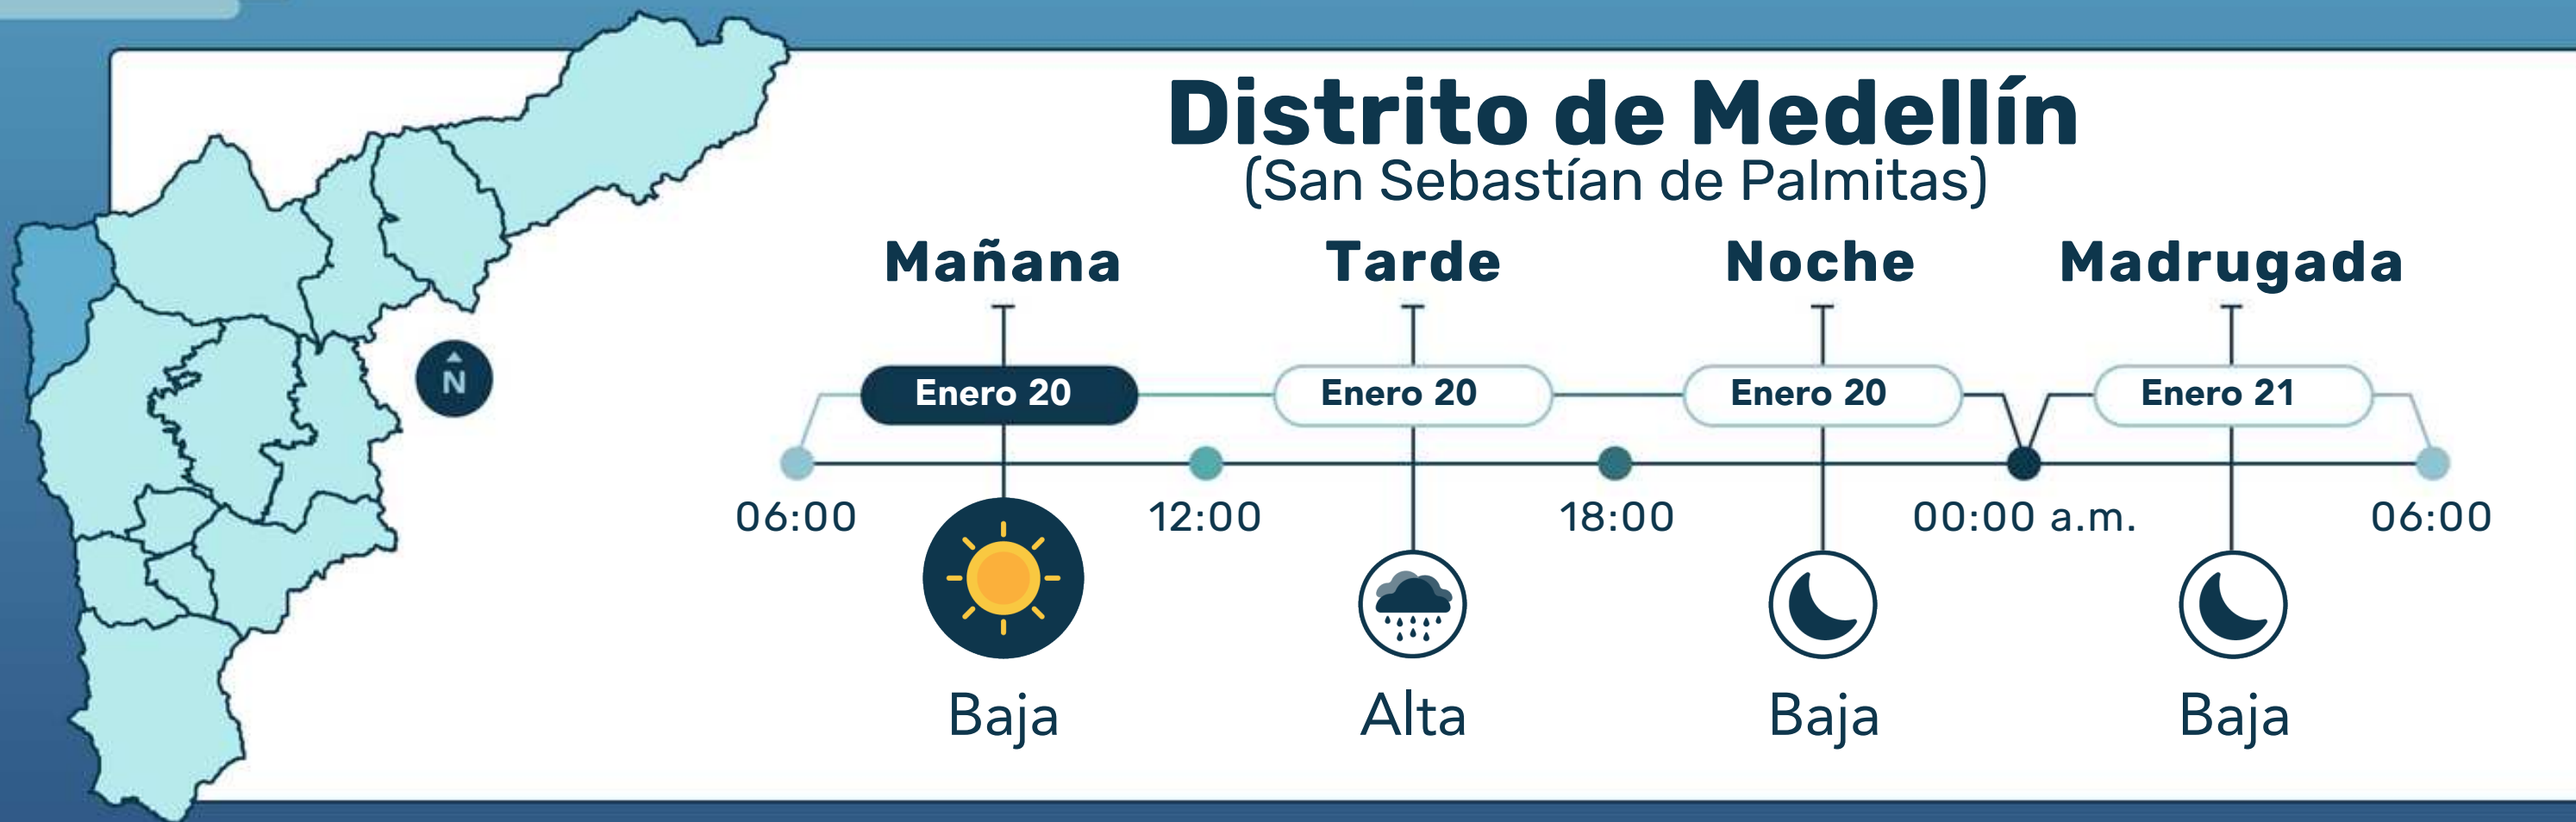 Distrito de Medellín
(San Sebastían de Palmitas)
Mañana Tarde Noche Madrugada
Enero 20 Enero 20 Enero 20 Enero 21
N
06:00 12:00 18:00 00:00 a.m. 06:00
Baja Alta Baja Baja